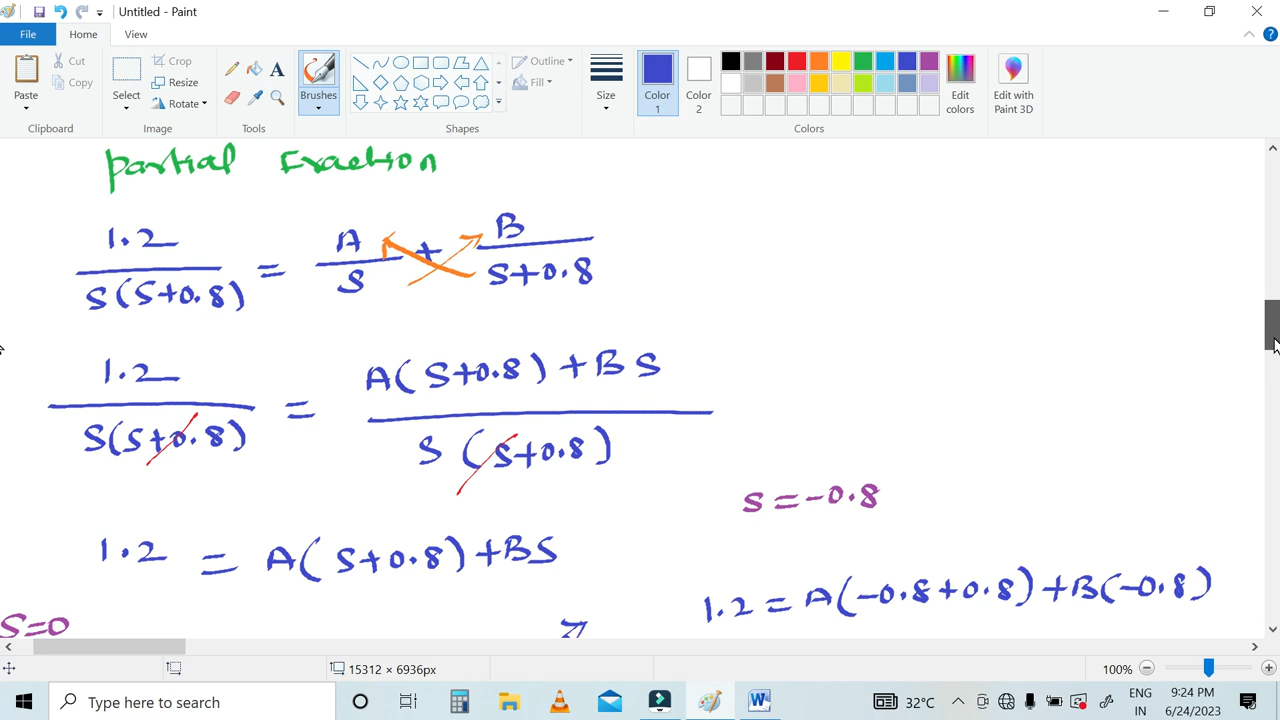 Untitled - Paint
File Home View
Paste Cut Copy Clipboard
Select Crop Resize Rotate Image
Tools
Brushes
Outline Fill Shapes
Size
Color 1 Color 2 Edit colors Edit with Paint 3D Colors
partial Fraction
1.2 / S(S+0.8) = A / S + B / S+0.8
1.2 / S(S+0.8) = A(S+0.8)+BS / S(S+0.8)
S=-0.8
1.2 = A(S+0.8)+BS
1.2=A(-0.8+0.8)+B(-0.8)
S=0
15312 × 6936px 100%
Type here to search 32°C ENG IN 9:24 PM 6/24/2023